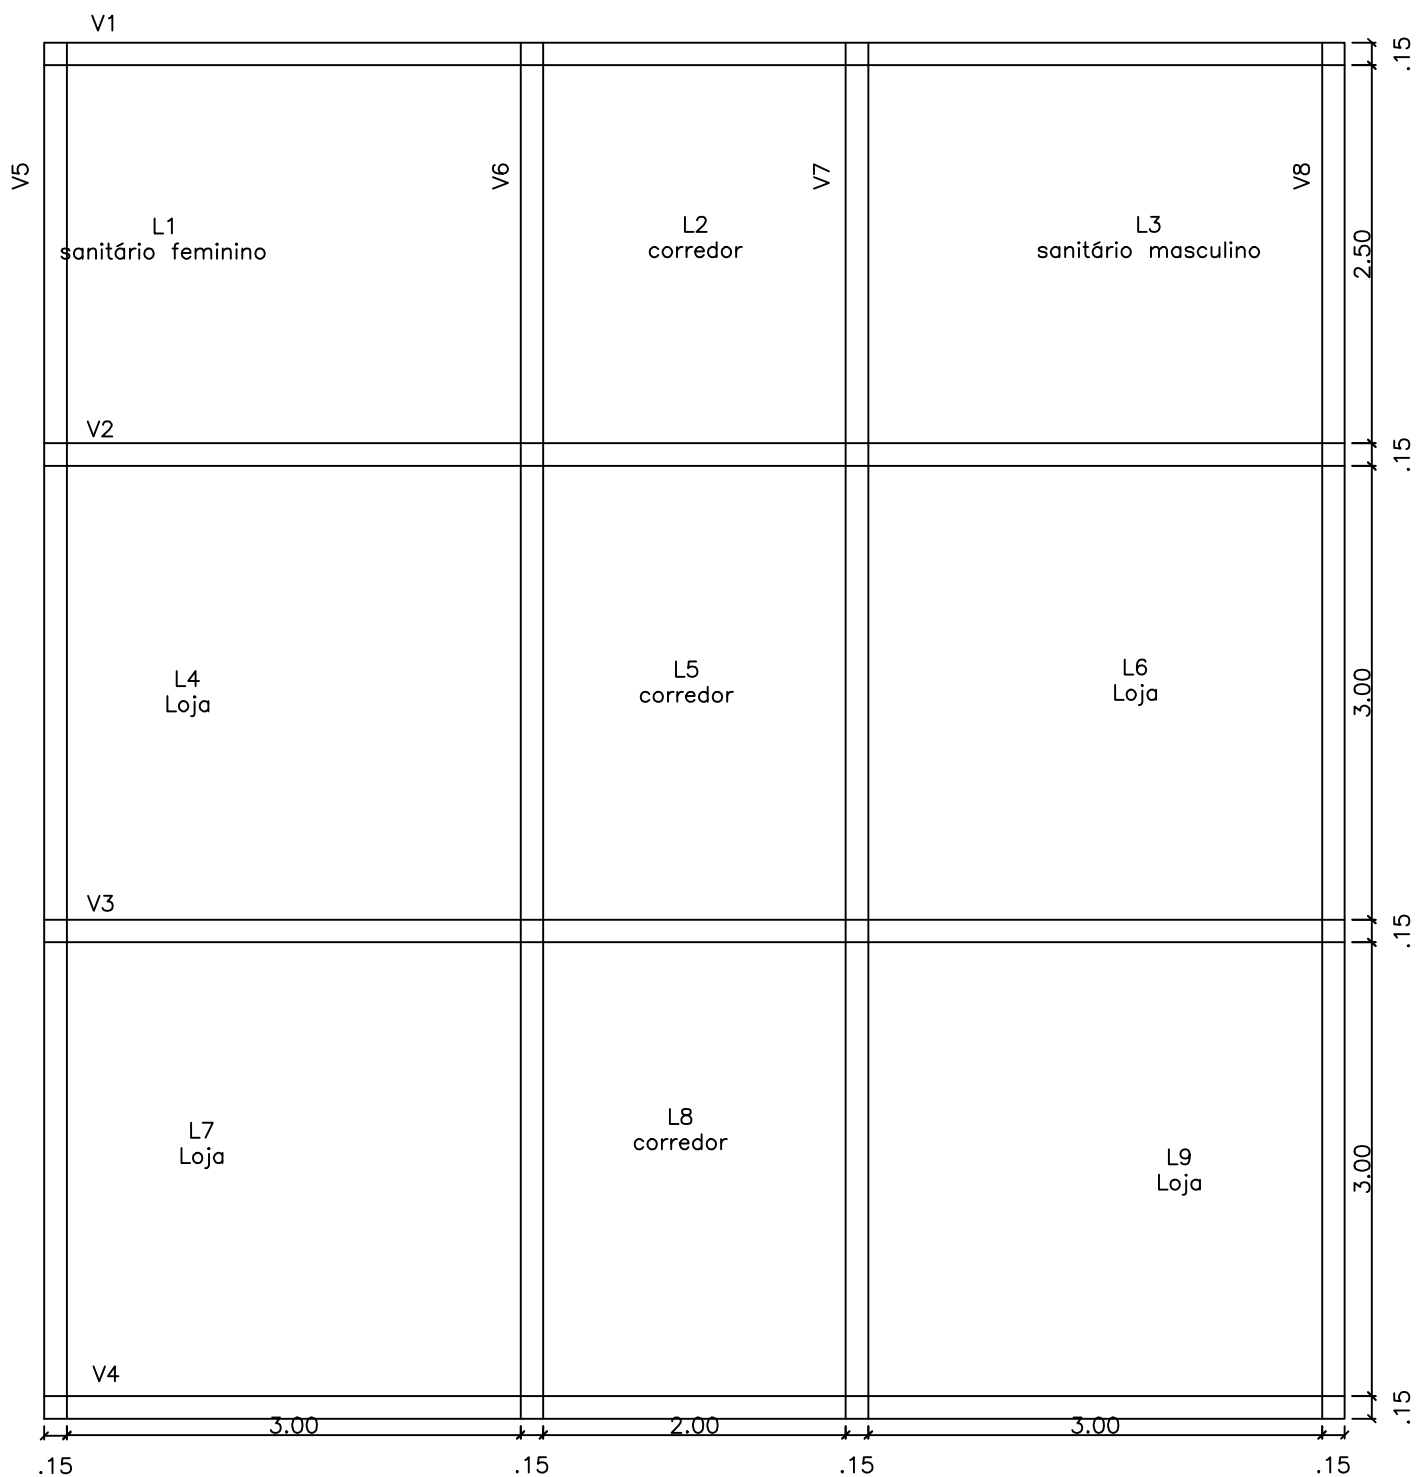 V1
.15
V5
V6
V7
V8
L1
sanitário feminino
L2
corredor
L3
sanitário masculino
2.50
V2
.15
L4
Loja
L5
corredor
L6
Loja
3.00
V3
.15
L7
Loja
L8
corredor
L9
Loja
3.00
V4
.15
3.00
2.00
3.00
.15
.15
.15
.15